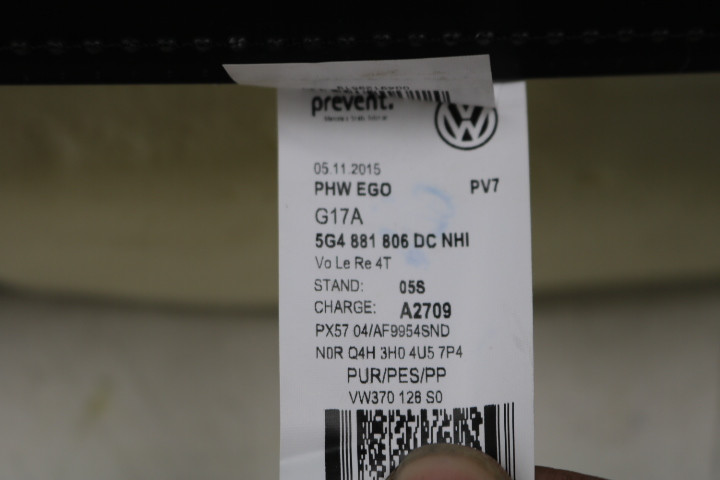 prevent.
05.11.2015
PHW EGO PV7
G17A
5G4 881 806 DC NHI
Vo Le Re 4T
STAND: 05S
CHARGE: A2709
PX57 04/AF9954SND
N0R Q4H 3H0 4U5 7P4
PUR/PES/PP
VW370 128 S0